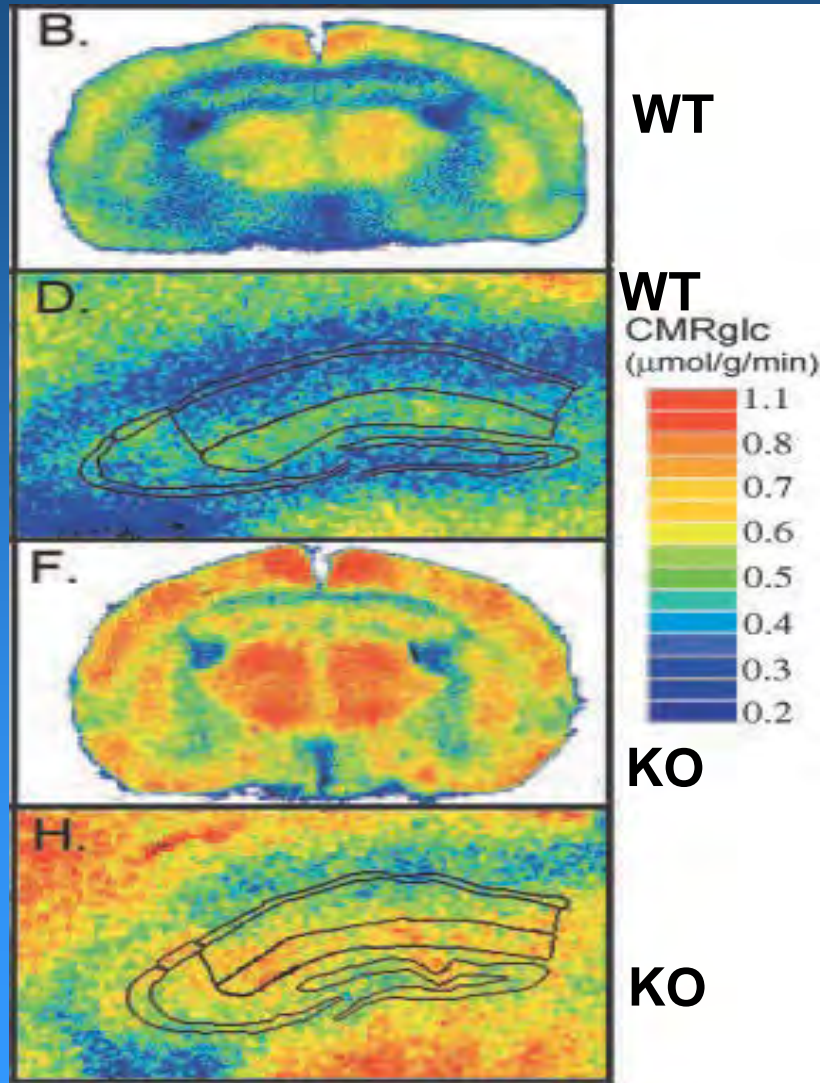 B.
WT
D.
WT
CMRglc
(μmol/g/min)
1.1
0.8
0.7
0.6
0.5
0.4
0.3
0.2
F.
KO
H.
KO